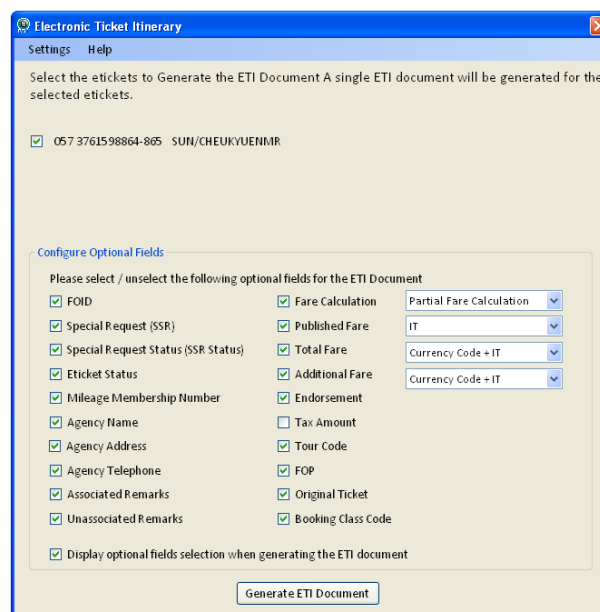 Electronic Ticket Itinerary
Settings Help
Select the etickets to Generate the ETI Document A single ETI document will be generated for the
selected etickets.
057 3761598864-865 SUN/CHEUKYUENMR
Configure Optional Fields
Please select / unselect the following optional fields for the ETI Document
FOID Fare Calculation Partial Fare Calculation
Special Request (SSR) Published Fare IT
Special Request Status (SSR Status) Total Fare Currency Code + IT
Eticket Status Additional Fare Currency Code + IT
Mileage Membership Number Endorsement
Agency Name Tax Amount
Agency Address Tour Code
Agency Telephone FOP
Associated Remarks Original Ticket
Unassociated Remarks Booking Class Code
Display optional fields selection when generating the ETI document
Generate ETI Document